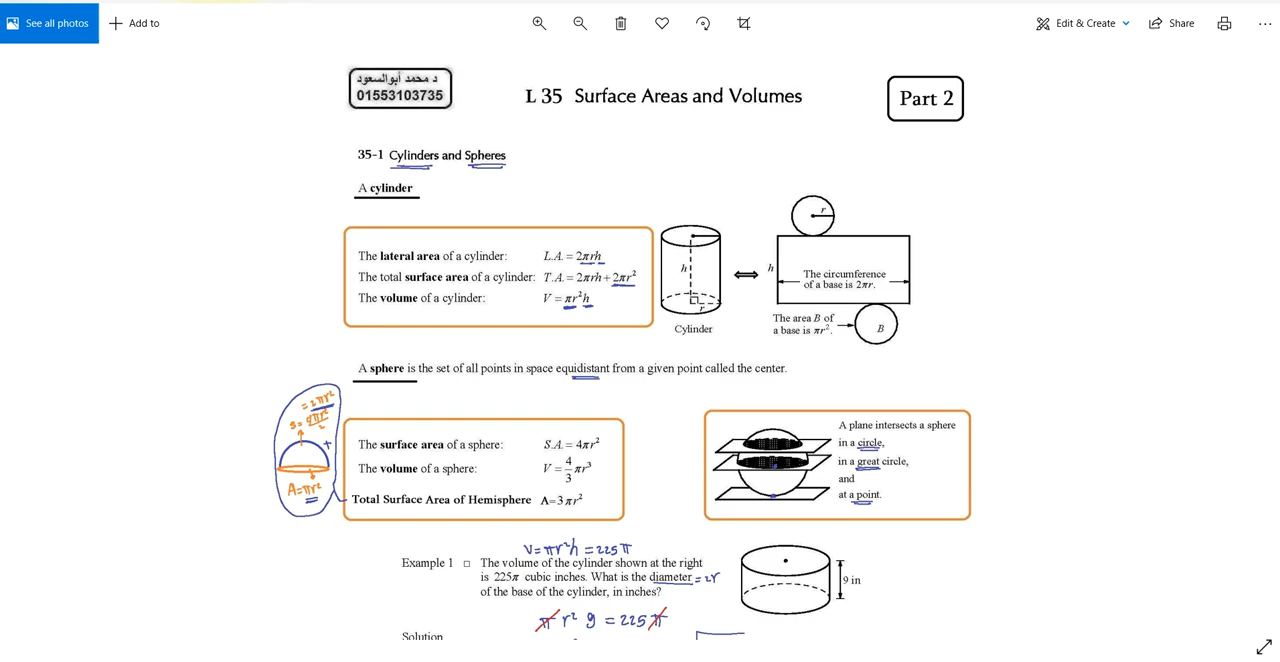 See all photos
Add to
Edit & Create
Share
د محمد أبوالسعود
01553103735
L 35 Surface Areas and Volumes
Part 2
35-1 Cylinders and Spheres
A cylinder
The lateral area of a cylinder: L.A. = 2πrh
The total surface area of a cylinder: T.A. = 2πrh + 2πr²
The volume of a cylinder: V = πr²h
h
r
Cylinder
r
h
The circumference
of a base is 2πr.
The area B of
a base is πr².
B
A sphere is the set of all points in space equidistant from a given point called the center.
= 2πr²
S = 4πr²
A = πr²
The surface area of a sphere: S.A. = 4πr²
The volume of a sphere: V = 4/3 πr³
Total Surface Area of Hemisphere A=3πr²
A plane intersects a sphere
in a circle,
in a great circle,
and
at a point.
V = πr²h = 225π
Example 1 □ The volume of the cylinder shown at the right
is 225π cubic inches. What is the diameter = 2r
of the base of the cylinder, in inches?
9 in
π r² 9 = 225 π
Solution